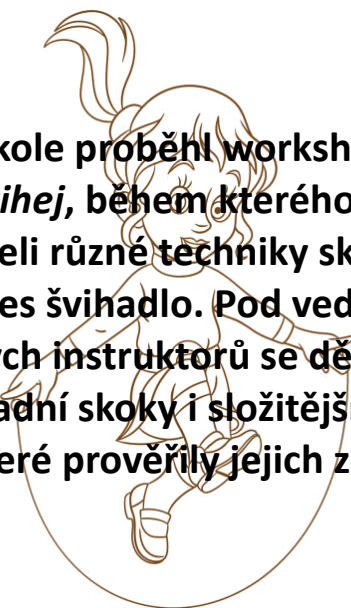 kole proběhl worksh
ihej, během kterého
eli různé techniky sk
es švihadlo. Pod ved
ch instruktorů se dě
adní skoky i složitějš
eré prověřily jejich z